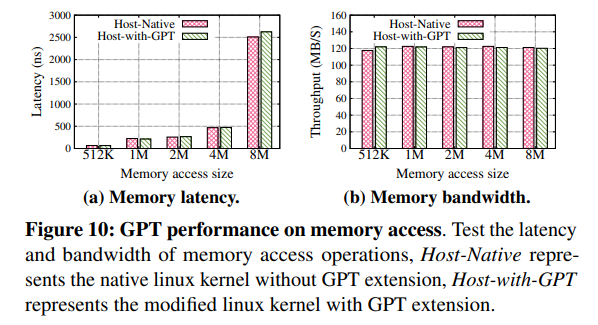 3000
2500
2000
1500
1000
500
0
Latency (ns)
Host-Native
Host-with-GPT
512K 1M 2M 4M 8M
Memory access size
(a) Memory latency.
160
140
120
100
80
60
40
20
0
Throughput (MB/S)
Host-Native
Host-with-GPT
512K 1M 2M 4M 8M
Memory access size
(b) Memory bandwidth.
Figure 10: GPT performance on memory access. Test the latency
and bandwidth of memory access operations, Host-Native repre-
sents the native linux kernel without GPT extension, Host-with-GPT
represents the modified linux kernel with GPT extension.